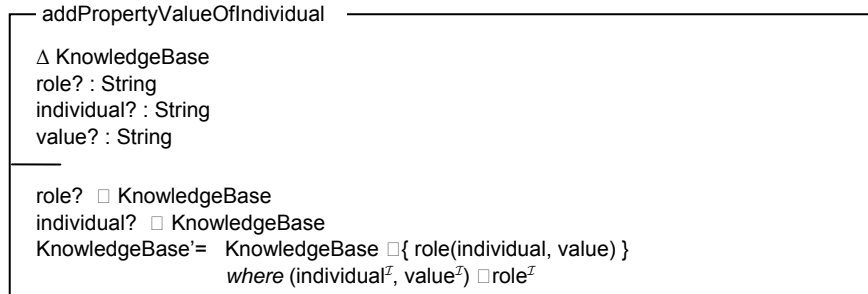 addPropertyValueOfIndividual
Δ KnowledgeBase
role? : String
individual? : String
value? : String
role? □ KnowledgeBase
individual? □ KnowledgeBase
KnowledgeBase’= KnowledgeBase □{ role(individual, value) }
where (individualᴵ, valueᴵ) □roleᴵ